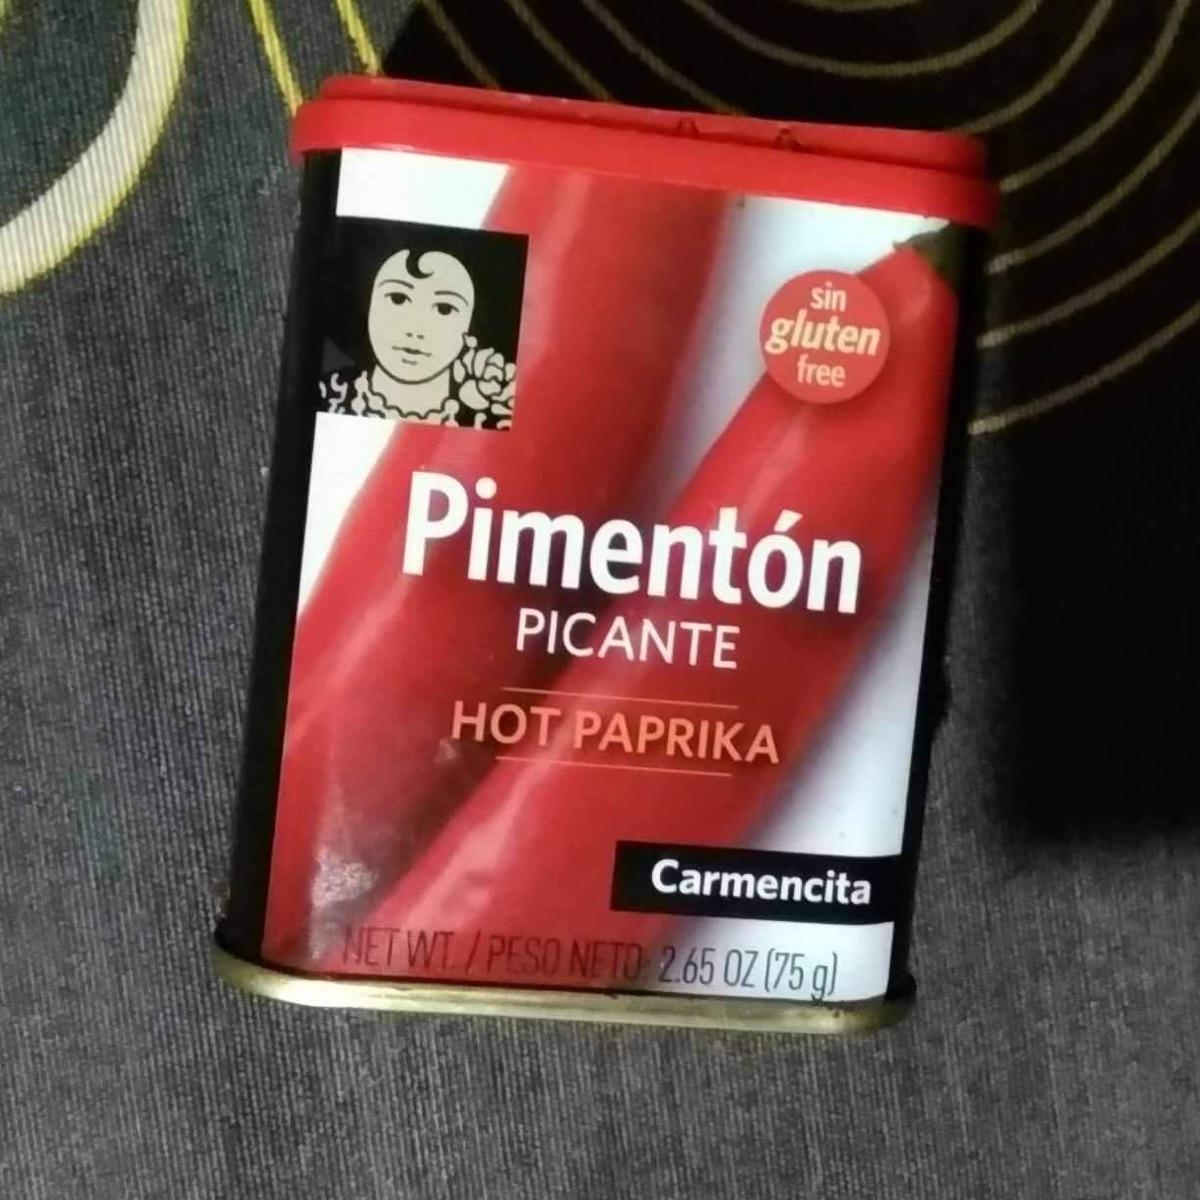 sin
gluten
free
Pimentón
PICANTE
HOT PAPRIKA
Carmencita
NET WT. / PESO NETO: 2.65 OZ (75 g)